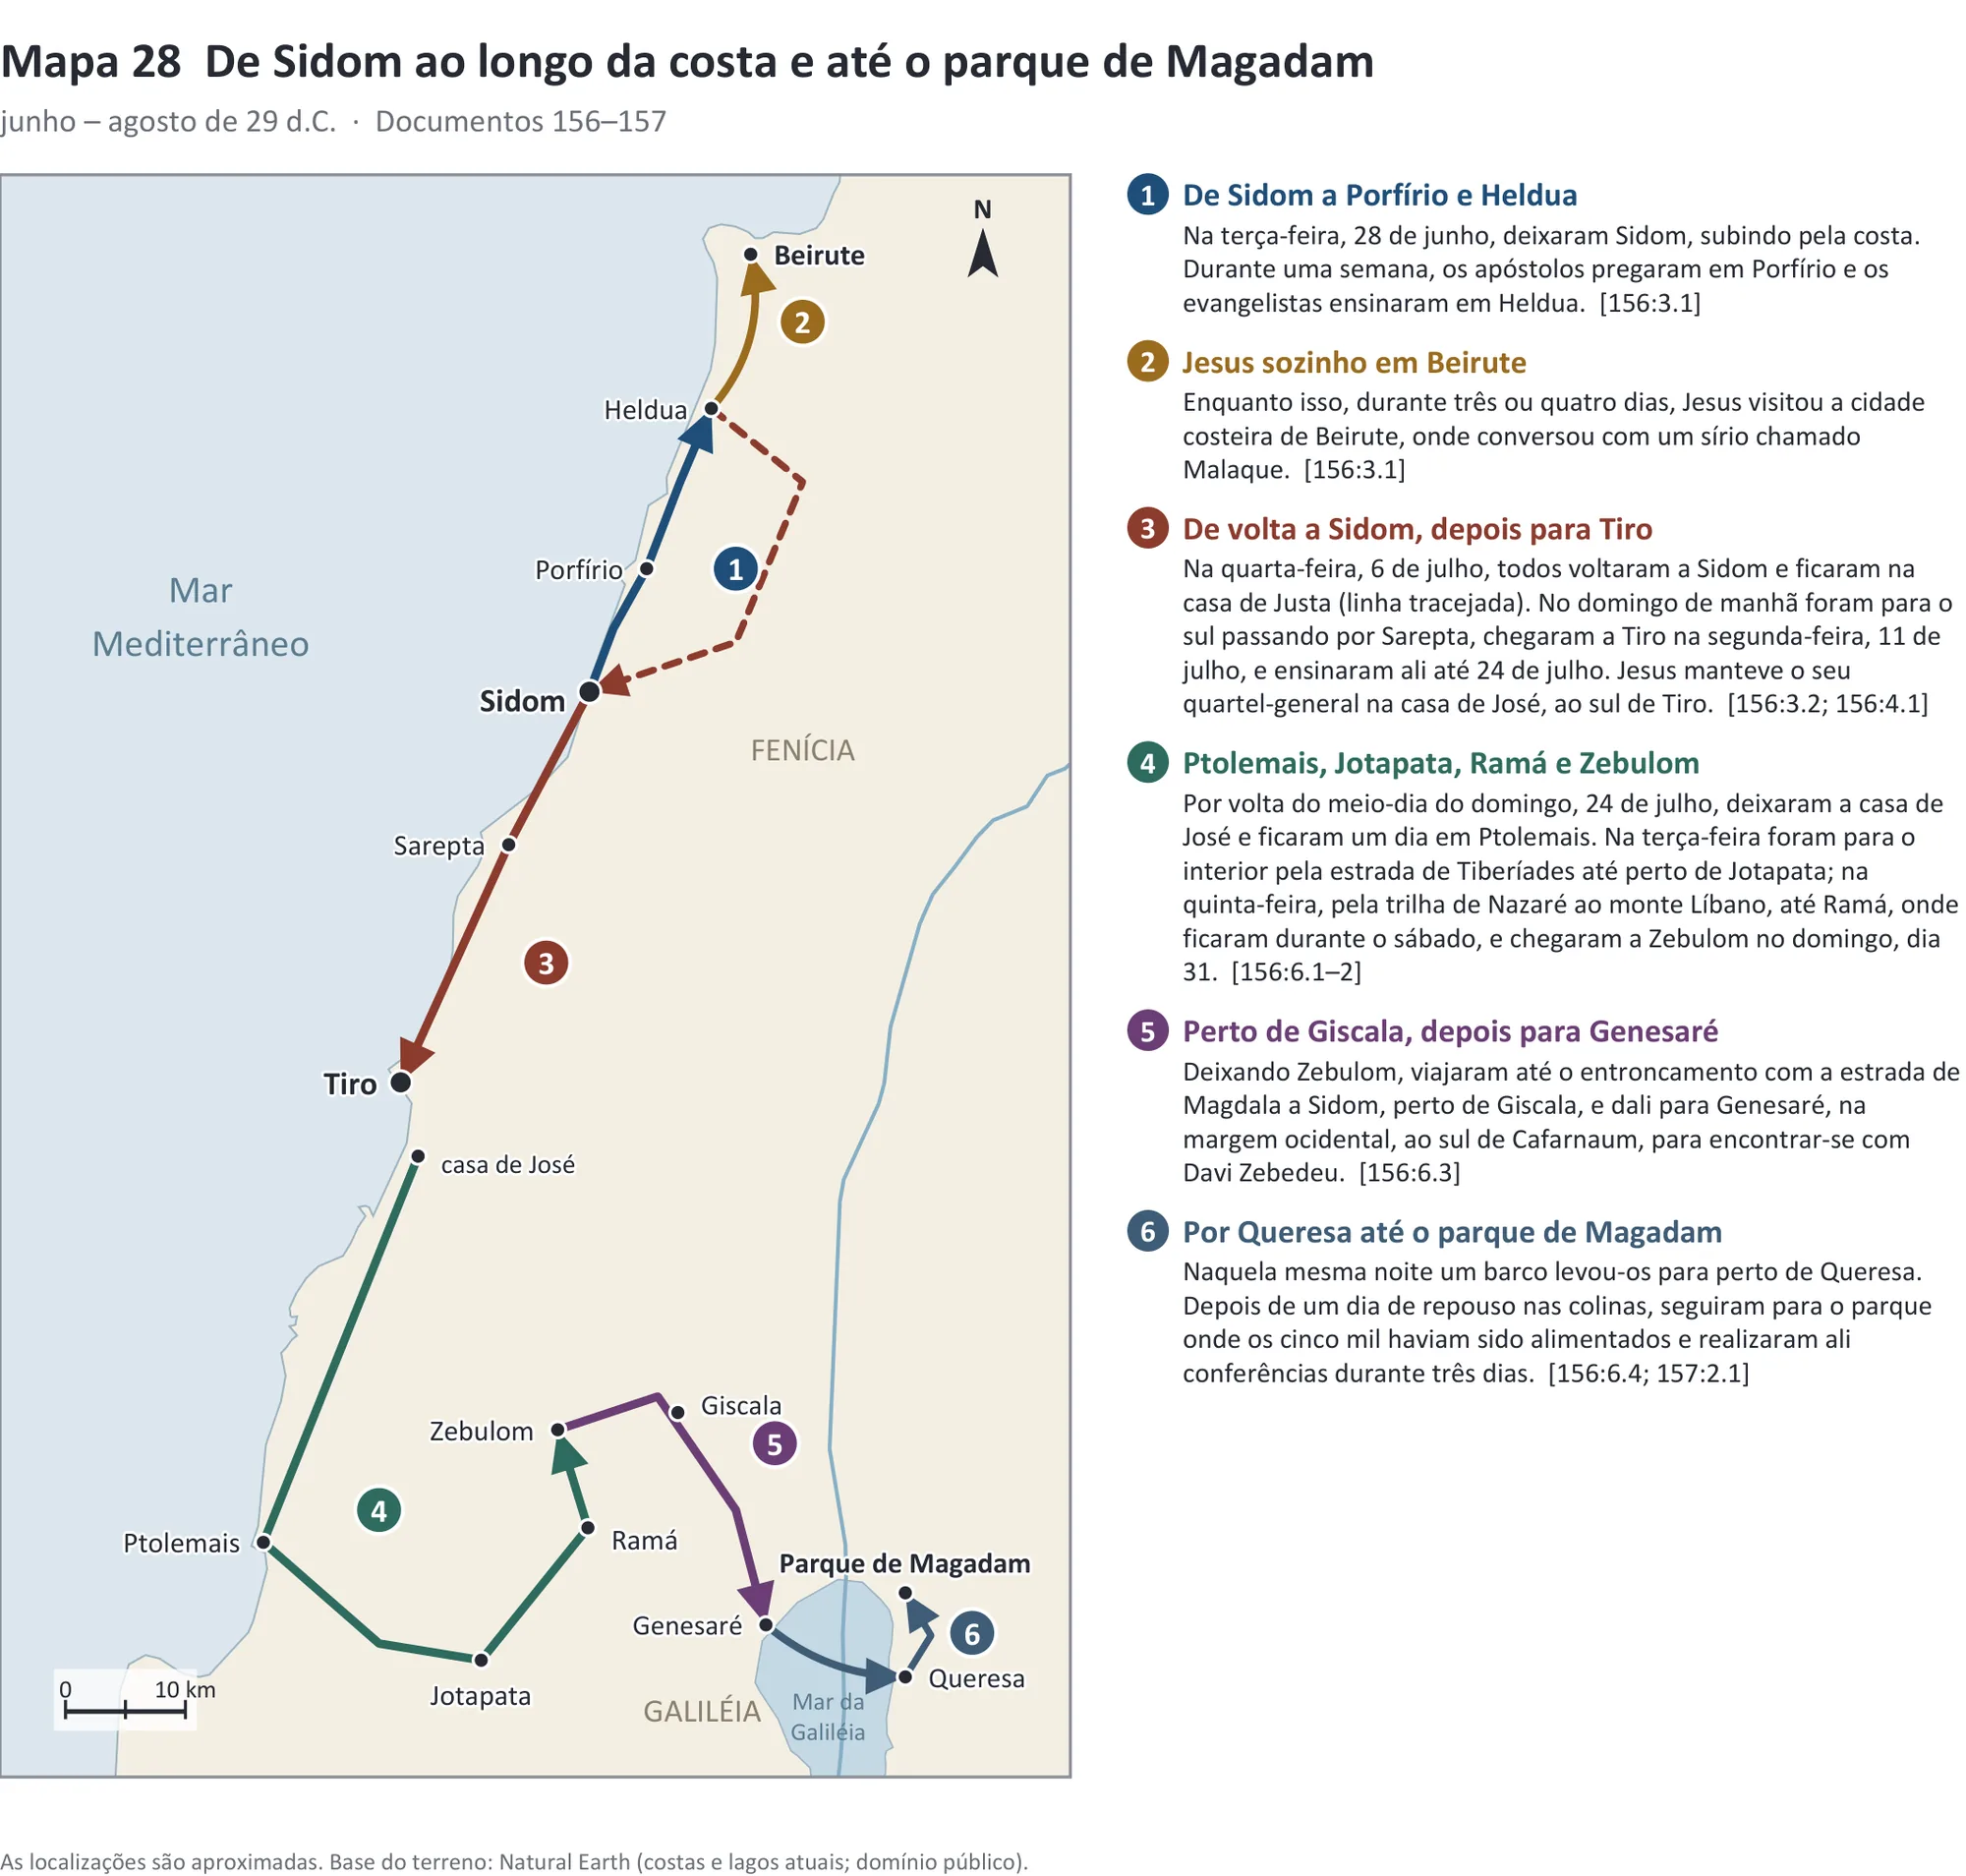 Mapa 28  De Sidom ao longo da costa e até o parque de Magadam
junho – agosto de 29 d.C.  ·  Documentos 156–157
N
Beirute
2
Heldua
Porfírio
1
Mar
Mediterrâneo
Sidom
FENÍCIA
Sarepta
3
Tiro
casa de José
Giscala
Zebulom
5
4
Ptolemais
Ramá
Parque de Magadam
Genesaré
6
Queresa
Jotapata
GALILÉIA
Mar da
Galiléia
0 10 km
1 De Sidom a Porfírio e Heldua
Na terça-feira, 28 de junho, deixaram Sidom, subindo pela costa.
Durante uma semana, os apóstolos pregaram em Porfírio e os
evangelistas ensinaram em Heldua.  [156:3.1]
2 Jesus sozinho em Beirute
Enquanto isso, durante três ou quatro dias, Jesus visitou a cidade
costeira de Beirute, onde conversou com um sírio chamado
Malaque.  [156:3.1]
3 De volta a Sidom, depois para Tiro
Na quarta-feira, 6 de julho, todos voltaram a Sidom e ficaram na
casa de Justa (linha tracejada). No domingo de manhã foram para o
sul passando por Sarepta, chegaram a Tiro na segunda-feira, 11 de
julho, e ensinaram ali até 24 de julho. Jesus manteve o seu
quartel-general na casa de José, ao sul de Tiro.  [156:3.2; 156:4.1]
4 Ptolemais, Jotapata, Ramá e Zebulom
Por volta do meio-dia do domingo, 24 de julho, deixaram a casa de
José e ficaram um dia em Ptolemais. Na terça-feira foram para o
interior pela estrada de Tiberíades até perto de Jotapata; na
quinta-feira, pela trilha de Nazaré ao monte Líbano, até Ramá, onde
ficaram durante o sábado, e chegaram a Zebulom no domingo, dia
31.  [156:6.1–2]
5 Perto de Giscala, depois para Genesaré
Deixando Zebulom, viajaram até o entroncamento com a estrada de
Magdala a Sidom, perto de Giscala, e dali para Genesaré, na
margem ocidental, ao sul de Cafarnaum, para encontrar-se com
Davi Zebedeu.  [156:6.3]
6 Por Queresa até o parque de Magadam
Naquela mesma noite um barco levou-os para perto de Queresa.
Depois de um dia de repouso nas colinas, seguiram para o parque
onde os cinco mil haviam sido alimentados e realizaram ali
conferências durante três dias.  [156:6.4; 157:2.1]
As localizações são aproximadas. Base do terreno: Natural Earth (costas e lagos atuais; domínio público).